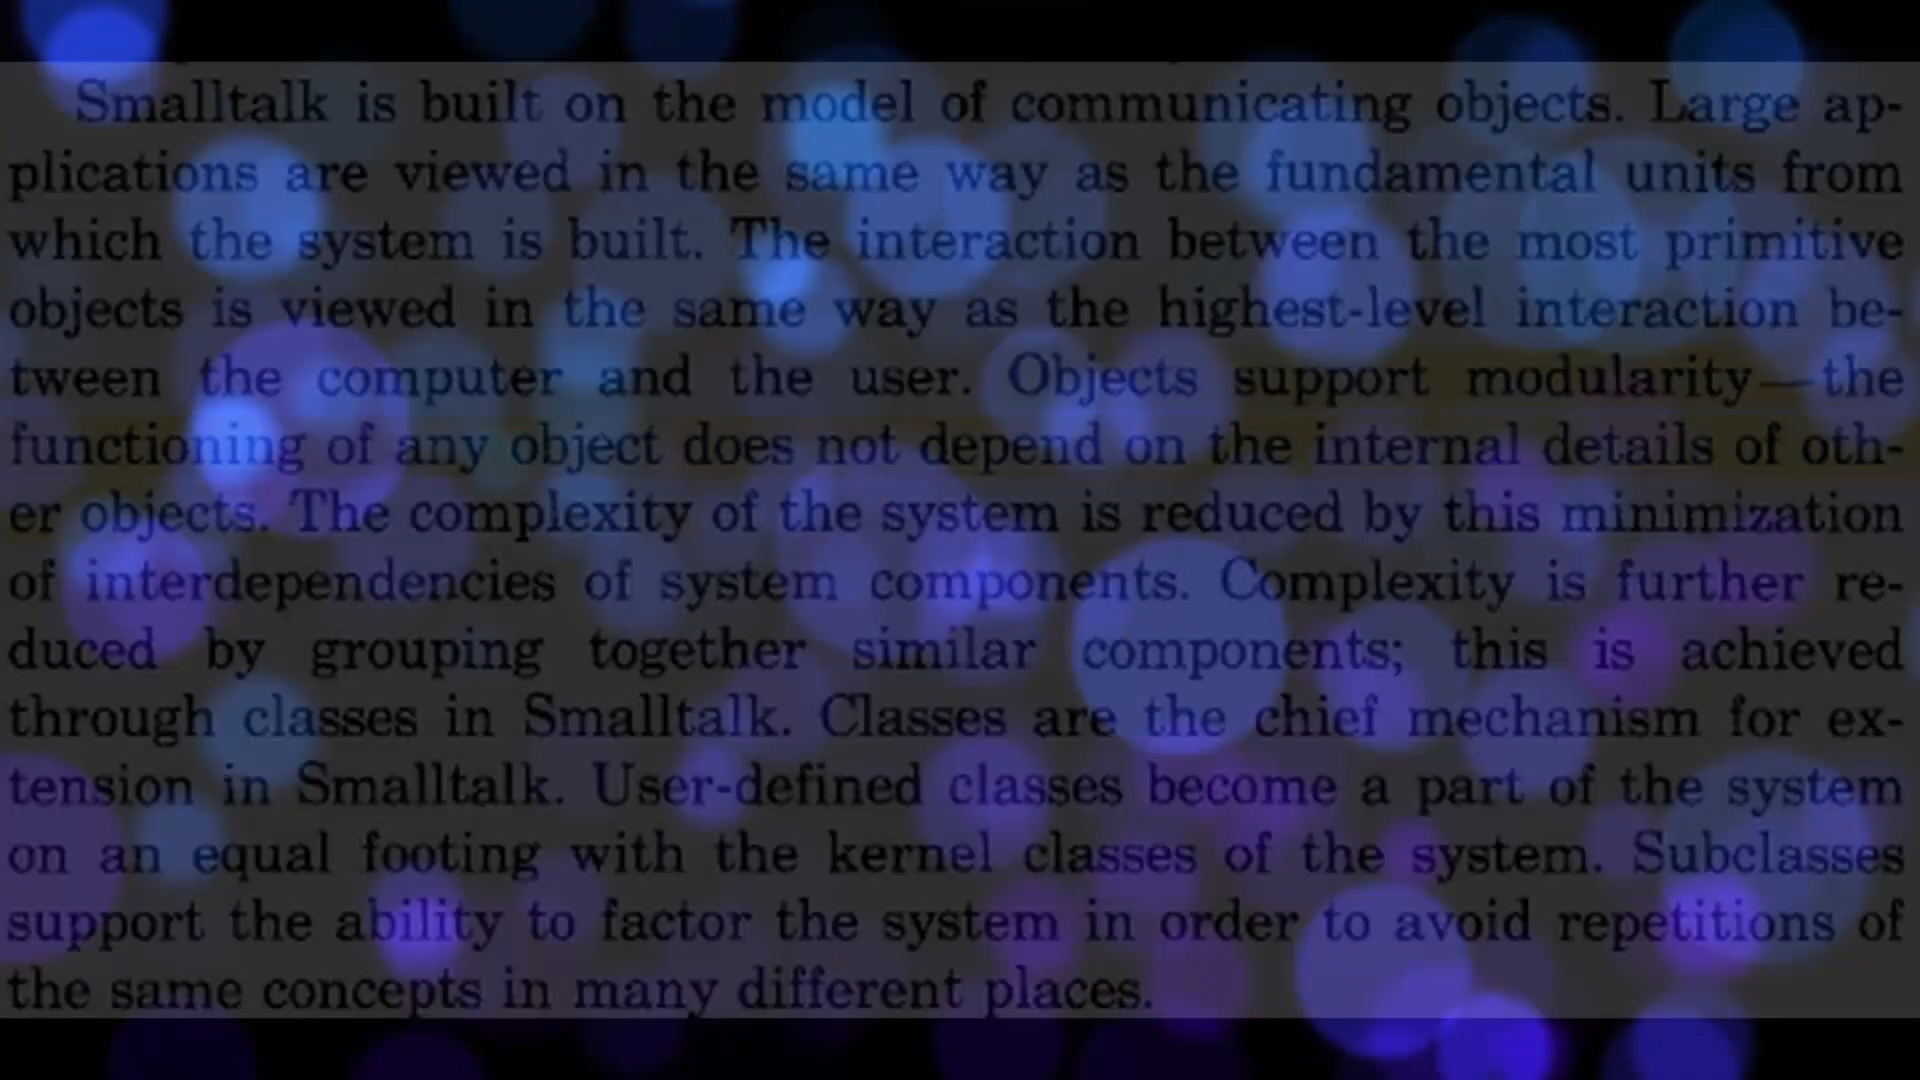 Smalltalk is built on the model of communicating objects. Large ap-
plications are viewed in the same way as the fundamental units from
which the system is built. The interaction between the most primitive
objects is viewed in the same way as the highest-level interaction be-
tween the computer and the user. Objects support modularity—the
functioning of any object does not depend on the internal details of oth-
er objects. The complexity of the system is reduced by this minimization
of interdependencies of system components. Complexity is further re-
duced by grouping together similar components; this is achieved
through classes in Smalltalk. Classes are the chief mechanism for ex-
tension in Smalltalk. User-defined classes become a part of the system
on an equal footing with the kernel classes of the system. Subclasses
support the ability to factor the system in order to avoid repetitions of
the same concepts in many different places.